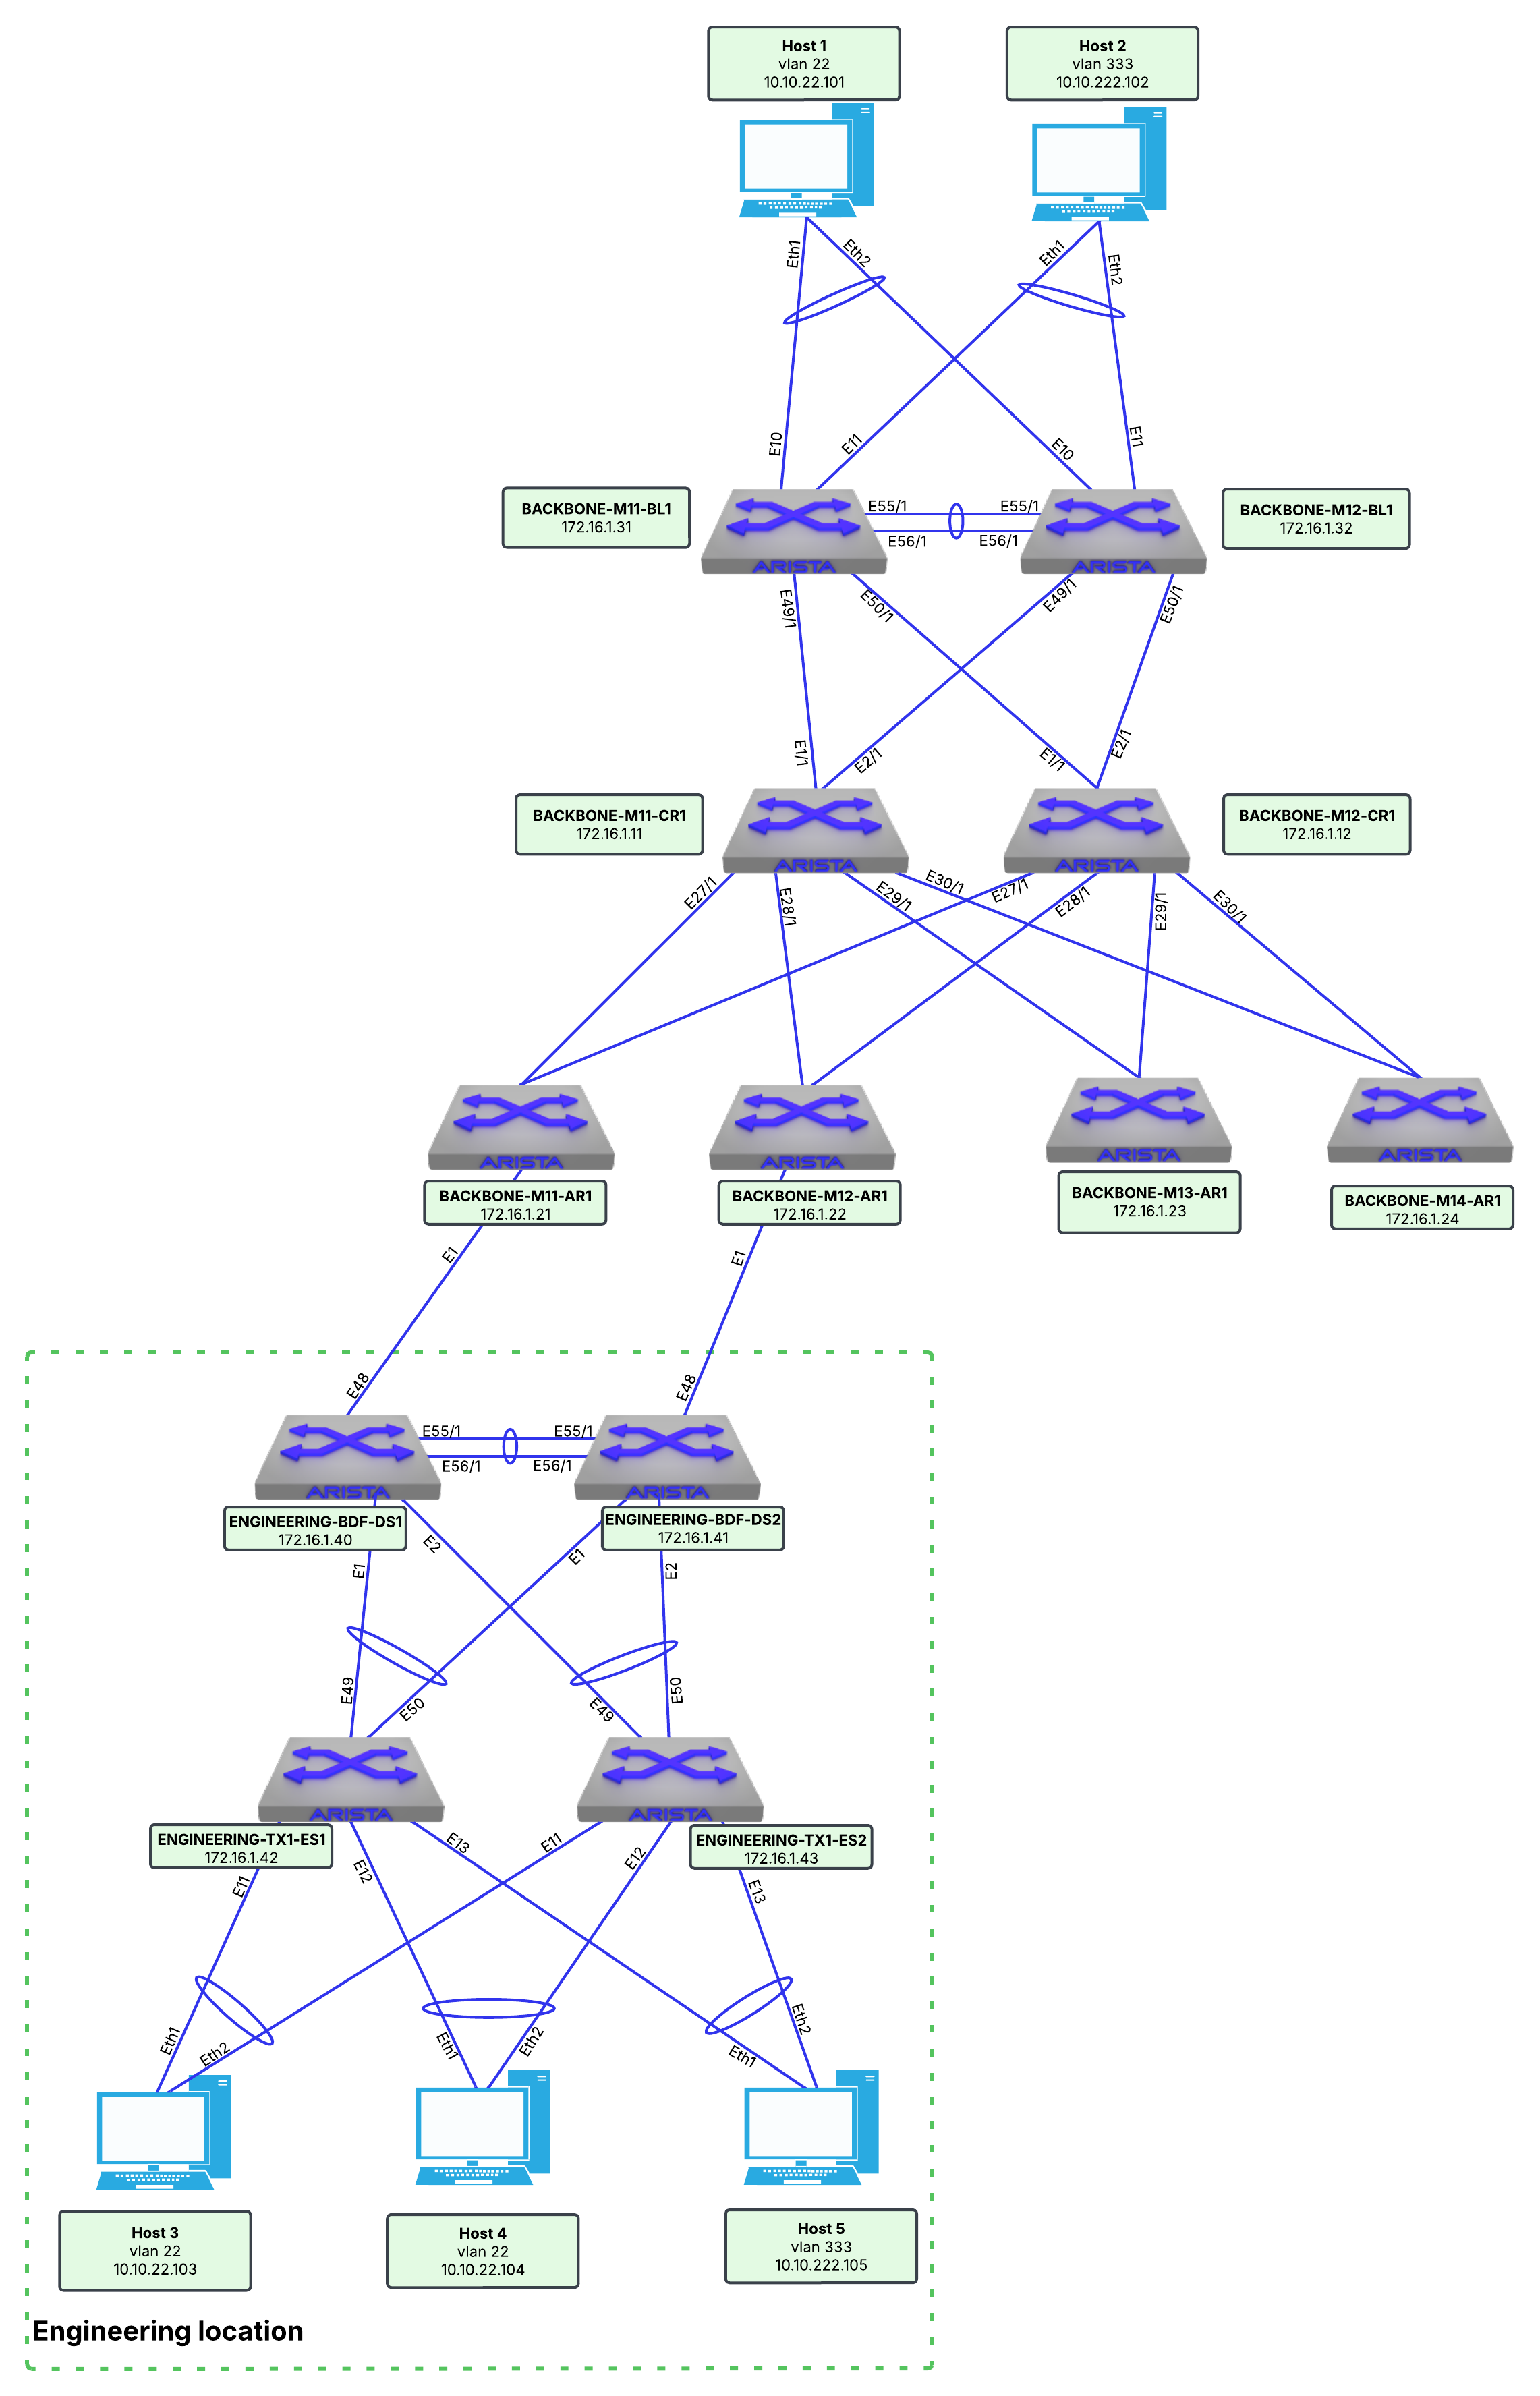 Host 1
vlan 22
10.10.22.101
Host 2
vlan 333
10.10.222.102
Eth1
Eth2
Eth1
Eth2
E10
E11
E10
E11
BACKBONE-M11-BL1
172.16.1.31
E55/1
E55/1
E56/1
E56/1
BACKBONE-M12-BL1
172.16.1.32
ARISTA
ARISTA
E49/1
E50/1
E49/1
E50/1
E1/1
E2/1
E1/1
E2/1
BACKBONE-M11-CR1
172.16.1.11
BACKBONE-M12-CR1
172.16.1.12
ARISTA
ARISTA
E27/1
E28/1
E29/1
E30/1
E27/1
E28/1
E29/1
E30/1
ARISTA
ARISTA
ARISTA
ARISTA
BACKBONE-M11-AR1
172.16.1.21
BACKBONE-M12-AR1
172.16.1.22
BACKBONE-M13-AR1
172.16.1.23
BACKBONE-M14-AR1
172.16.1.24
E1
E1
E48
E48
E55/1
E55/1
E56/1
E56/1
ARISTA
ARISTA
ENGINEERING-BDF-DS1
172.16.1.40
ENGINEERING-BDF-DS2
172.16.1.41
E1
E2
E1
E2
E49
E50
E49
E50
ARISTA
ARISTA
ENGINEERING-TX1-ES1
172.16.1.42
ENGINEERING-TX1-ES2
172.16.1.43
E11
E12
E13
E11
E12
E13
Eth1
Eth2
Eth1
Eth2
Eth1
Eth2
Host 3
vlan 22
10.10.22.103
Host 4
vlan 22
10.10.22.104
Host 5
vlan 333
10.10.222.105
Engineering location